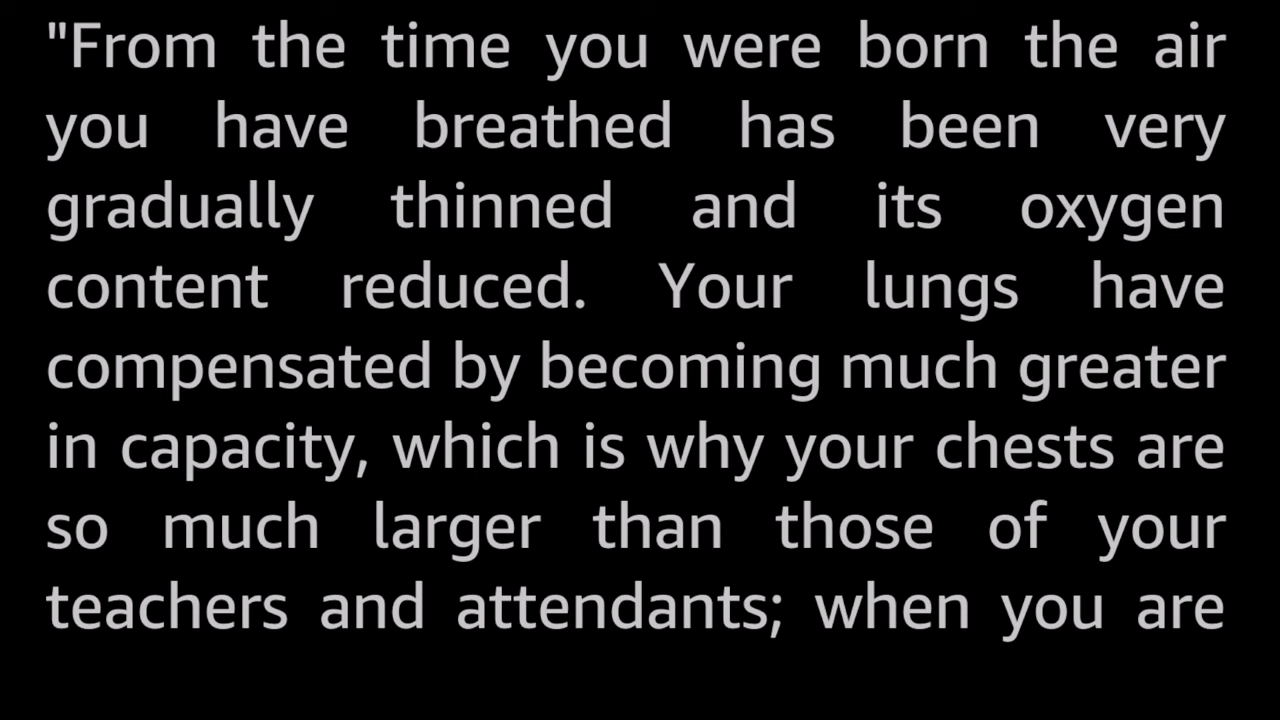 "From the time you were born the air
you have breathed has been very
gradually thinned and its oxygen
content reduced. Your lungs have
compensated by becoming much greater
in capacity, which is why your chests are
so much larger than those of your
teachers and attendants; when you are